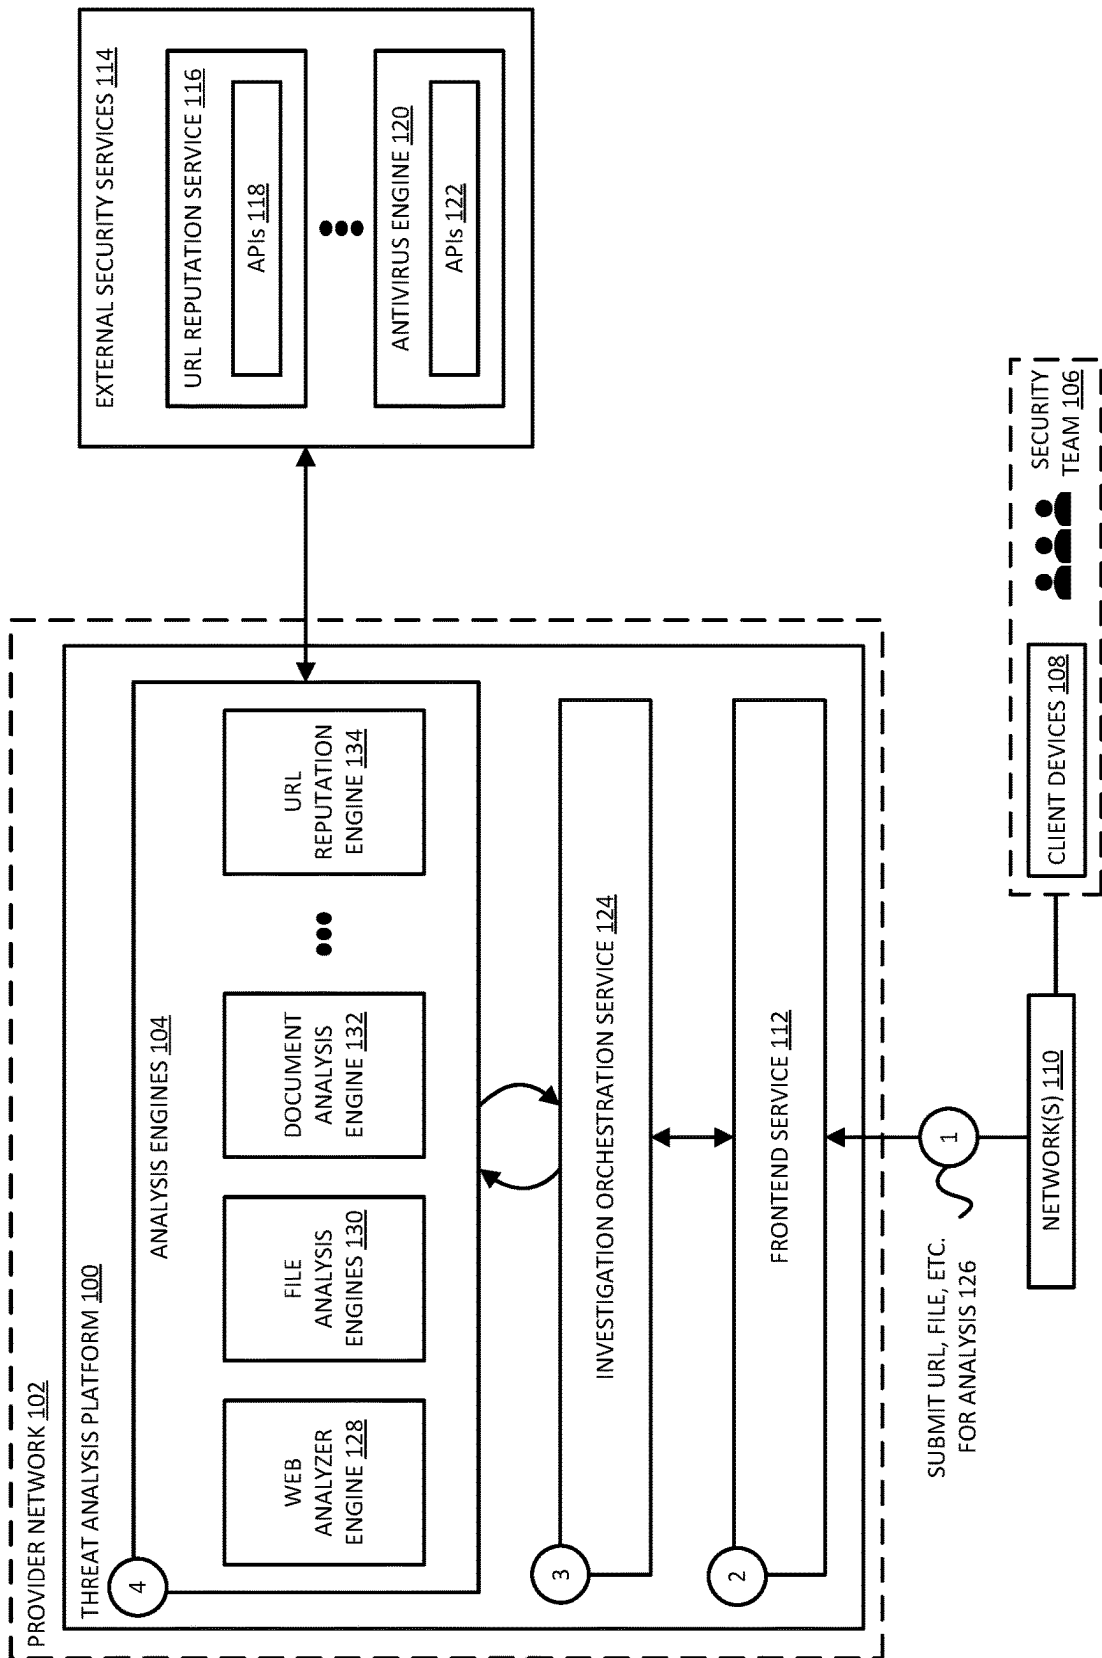 PROVIDER NETWORK 102
THREAT ANALYSIS PLATFORM 100
4
ANALYSIS ENGINES 104
WEB
ANALYZER
ENGINE 128
FILE
ANALYSIS
ENGINES 130
DOCUMENT
ANALYSIS
ENGINE 132
URL
REPUTATION
ENGINE 134
3
INVESTIGATION ORCHESTRATION SERVICE 124
2
FRONTEND SERVICE 112
EXTERNAL SECURITY SERVICES 114
URL REPUTATION SERVICE 116
APIs 118
ANTIVIRUS ENGINE 120
APIs 122
SUBMIT URL, FILE, ETC.
FOR ANALYSIS 126
1
NETWORK(S) 110
CLIENT DEVICES 108
SECURITY
TEAM 106